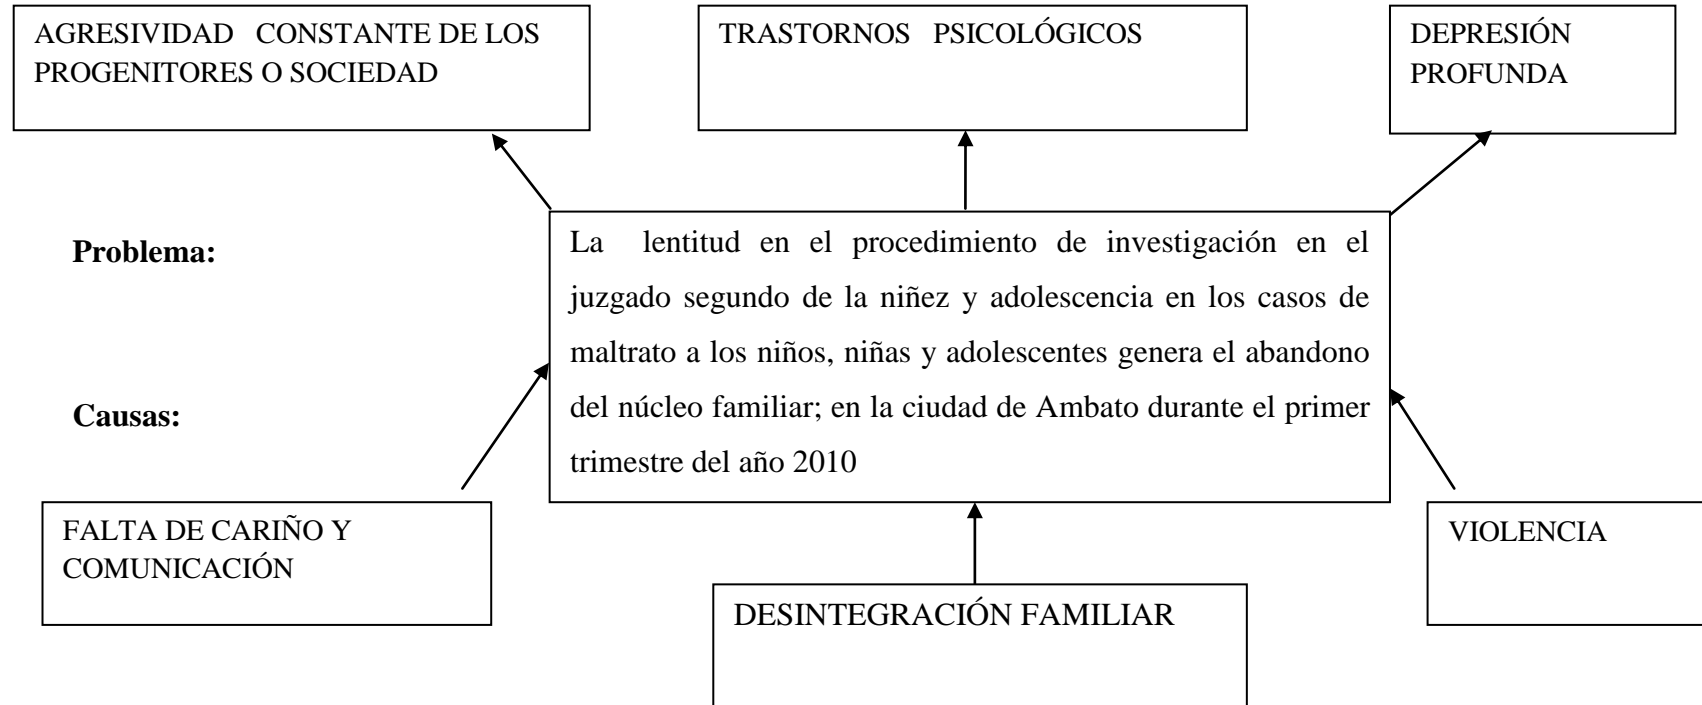 AGRESIVIDAD CONSTANTE DE LOS
PROGENITORES O SOCIEDAD
TRASTORNOS PSICOLÓGICOS
DEPRESIÓN
PROFUNDA
Problema:
La lentitud en el procedimiento de investigación en el
juzgado segundo de la niñez y adolescencia en los casos de
maltrato a los niños, niñas y adolescentes genera el abandono
del núcleo familiar; en la ciudad de Ambato durante el primer
trimestre del año 2010
Causas:
FALTA DE CARIÑO Y
COMUNICACIÓN
DESINTEGRACIÓN FAMILIAR
VIOLENCIA